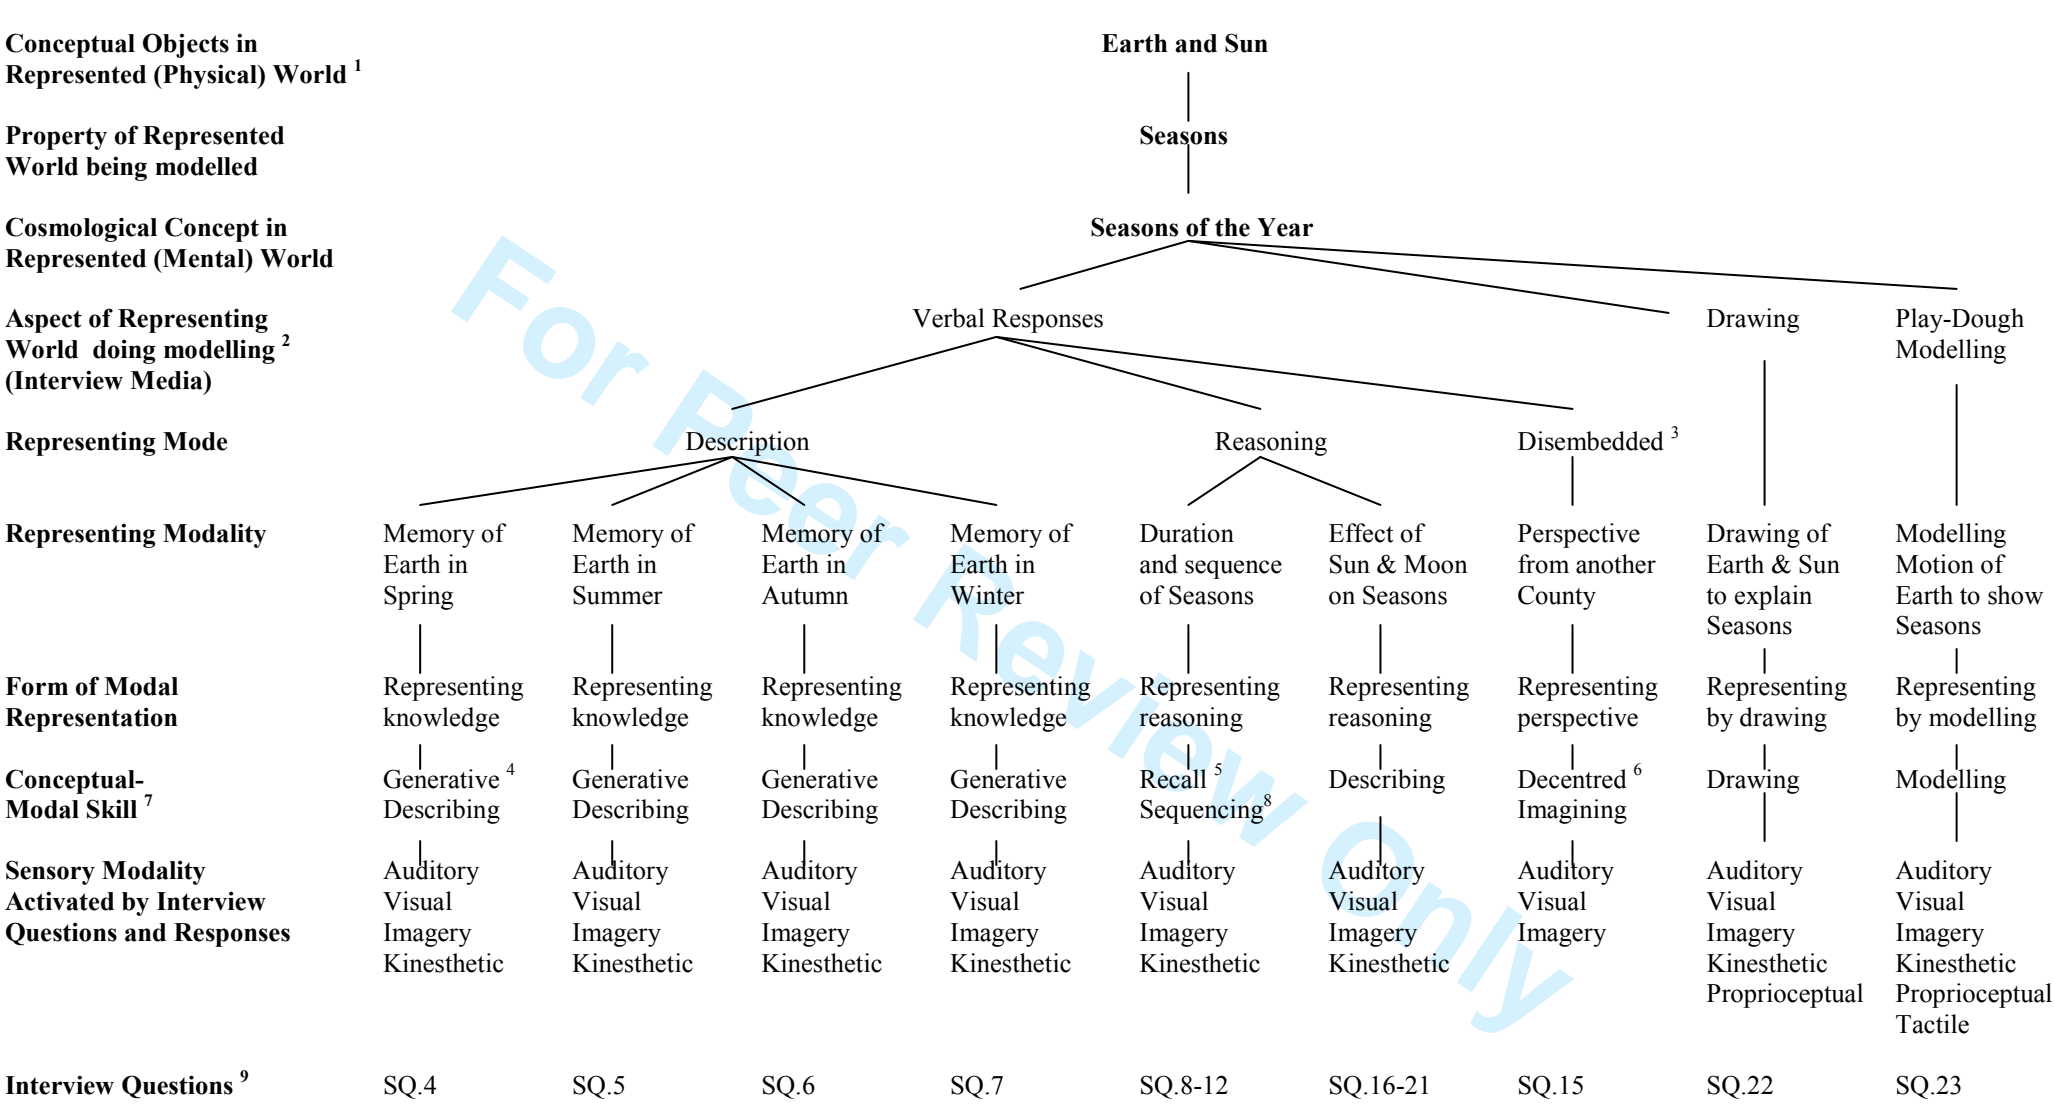 Conceptual Objects in
Represented (Physical) World 1
Earth and Sun
Property of Represented
World being modelled
Seasons
Cosmological Concept in
Represented (Mental) World
Seasons of the Year
Aspect of Representing
World doing modelling 2
(Interview Media)
Verbal Responses
Drawing
Play-Dough
Modelling
Representing Mode
Description
Reasoning
Disembedded 3
Representing Modality
Memory of
Earth in
Spring
Memory of
Earth in
Summer
Memory of
Earth in
Autumn
Memory of
Earth in
Winter
Duration
and sequence
of Seasons
Effect of
Sun & Moon
on Seasons
Perspective
from another
County
Drawing of
Earth & Sun
to explain
Seasons
Modelling
Motion of
Earth to show
Seasons
Form of Modal
Representation
Representing
knowledge
Representing
knowledge
Representing
knowledge
Representing
knowledge
Representing
reasoning
Representing
reasoning
Representing
perspective
Representing
by drawing
Representing
by modelling
Conceptual-
Modal Skill 7
Generative 4
Describing
Generative
Describing
Generative
Describing
Generative
Describing
Recall 5
Sequencing8
Describing
Decentred 6
Imagining
Drawing
Modelling
Sensory Modality
Activated by Interview
Questions and Responses
Auditory
Visual
Imagery
Kinesthetic
Auditory
Visual
Imagery
Kinesthetic
Auditory
Visual
Imagery
Kinesthetic
Auditory
Visual
Imagery
Kinesthetic
Auditory
Visual
Imagery
Kinesthetic
Auditory
Visual
Imagery
Kinesthetic
Auditory
Visual
Imagery
Auditory
Visual
Imagery
Kinesthetic
Proprioceptual
Auditory
Visual
Imagery
Kinesthetic
Proprioceptual
Tactile
Interview Questions 9
SQ.4
SQ.5
SQ.6
SQ.7
SQ.8-12
SQ.16-21
SQ.15
SQ.22
SQ.23
For Peer Review Only